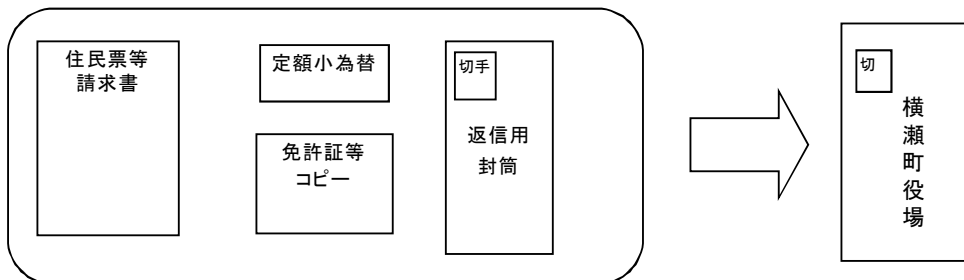 住民票等
請求書
定額小為替
免許証等
コピー
切手
返信用
封筒
切
横瀬町役場